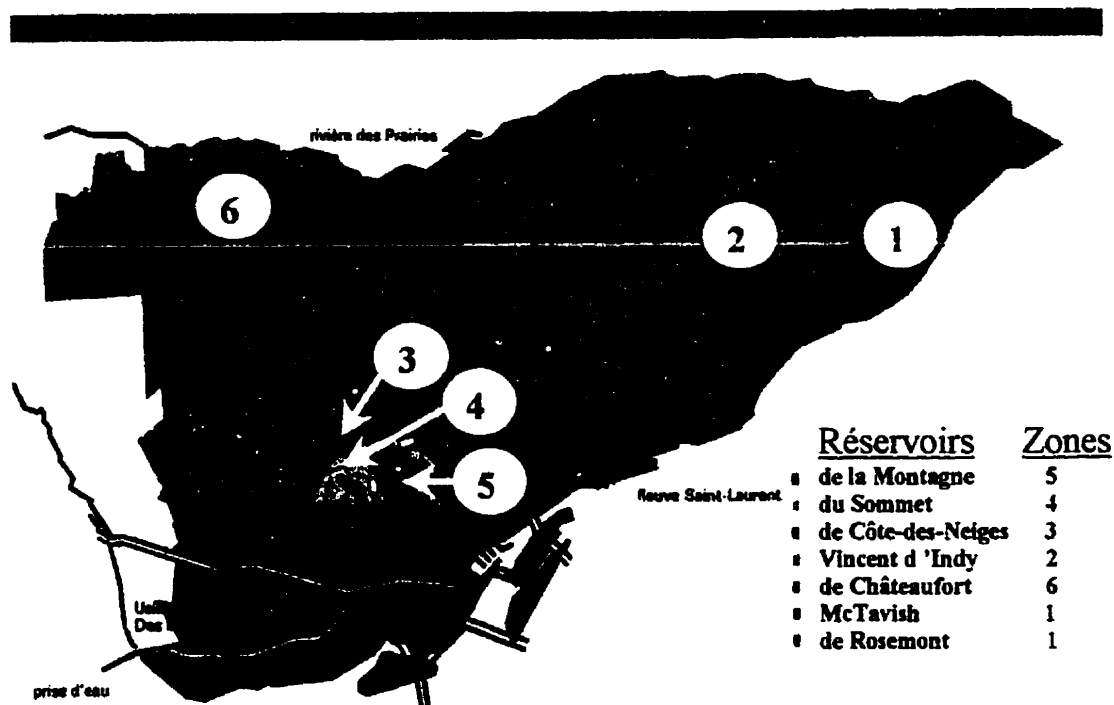 rivière des Prairies
6
2
1
3
4
5
fleuve Saint-Laurent
Réservoirs Zones
de la Montagne 5
du Sommet 4
de Côte-des-Neiges 3
Vincent d 'Indy 2
de Châteaufort 6
McTavish 1
de Rosemont 1
prise d'eau